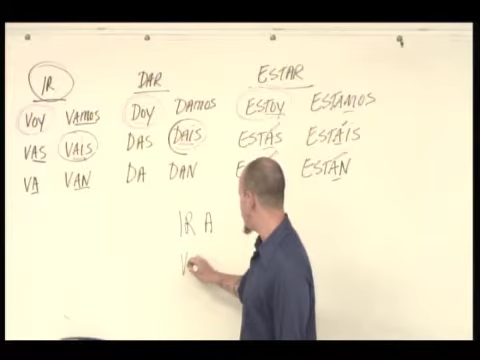 IR DAR ESTAR
VOY VAMOS DOY DAMOS ESTOY ESTAMOS
VAS VAIS DAS DAIS ESTÁS ESTÁIS
VA VAN DA DAN ESTÁN
IR A
V